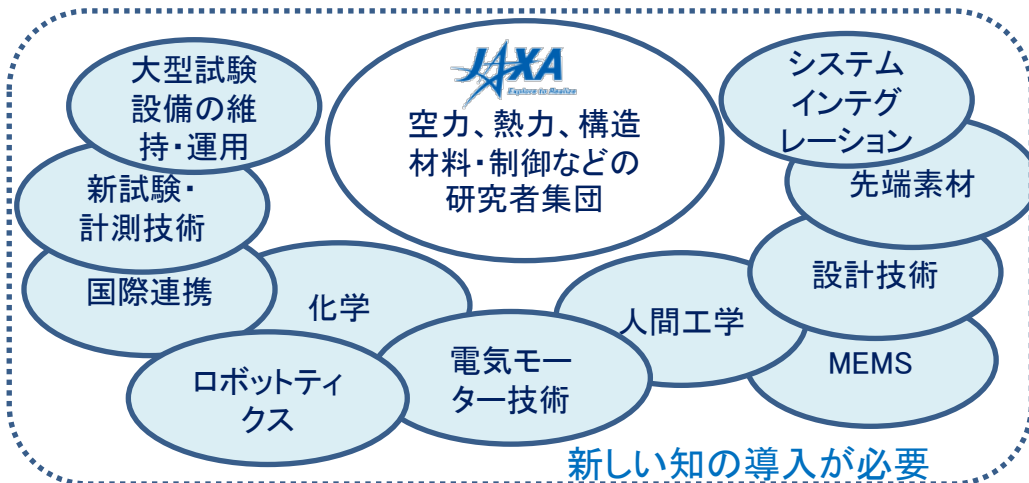 JAXA
Explore to Realize
空力、熱力、構造
材料・制御などの
研究者集団
大型試験
設備の維
持・運用
新試験・
計測技術
国際連携
化学
ロボットティ
クス
電気モー
ター技術
人間工学
システム
インテグ
レーション
先端素材
設計技術
MEMS
新しい知の導入が必要